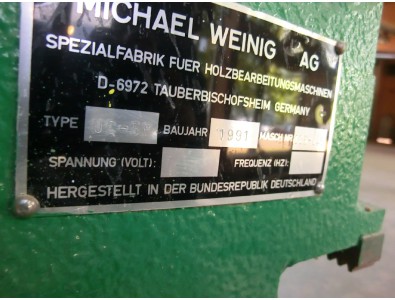 MICHAEL WEINIG AG
SPEZIALFABRIK FUER HOLZBEARBEITUNGSMASCHINEN
D-6972 TAUBERBISCHOFSHEIM GERMANY
TYPE BAUJAHR 1991 MASCH NR
SPANNUNG (VOLT): FREQUENZ (HZ):
HERGESTELLT IN DER BUNDESREPUBLIK DEUTSCHLAND